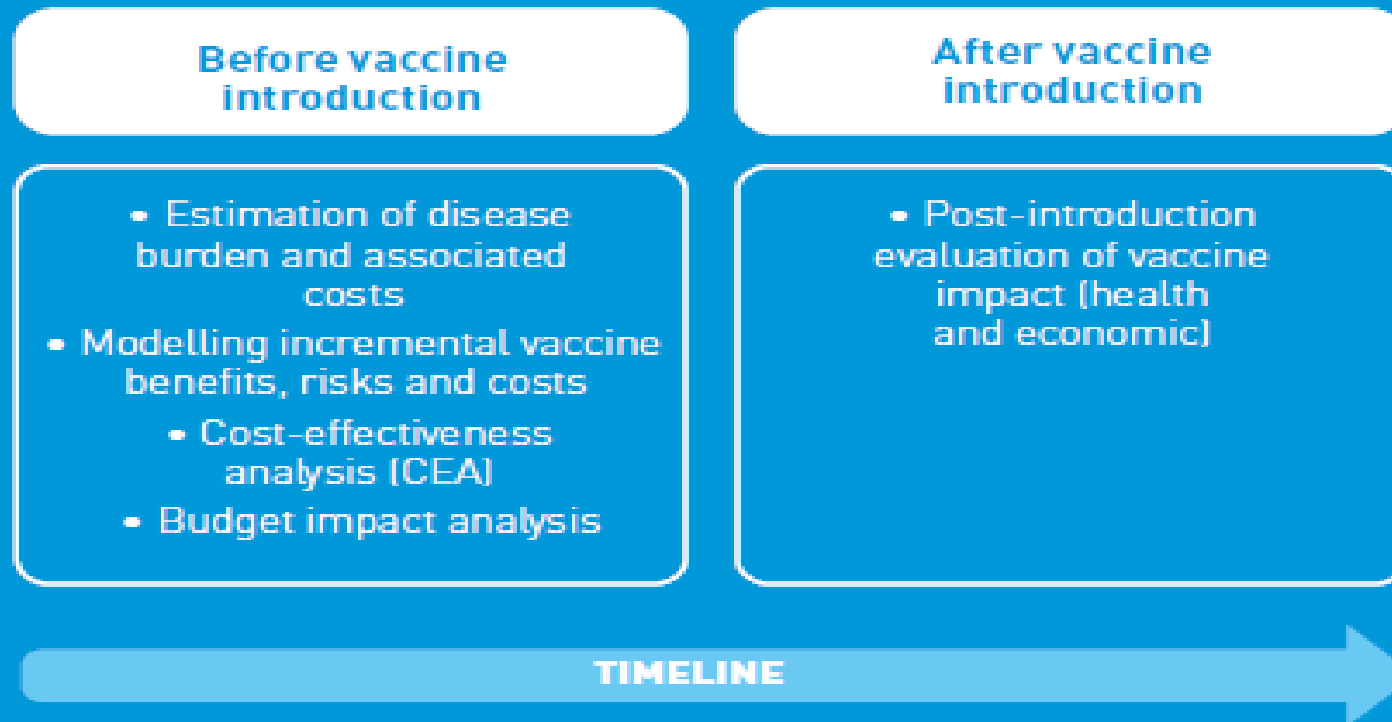 Before vaccine
introduction
After vaccine
introduction
• Estimation of disease
burden and associated
costs
• Modelling incremental vaccine
benefits, risks and costs
• Cost-effectiveness
analysis (CEA)
• Budget impact analysis
• Post-introduction
evaluation of vaccine
impact (health
and economic)
TIMELINE